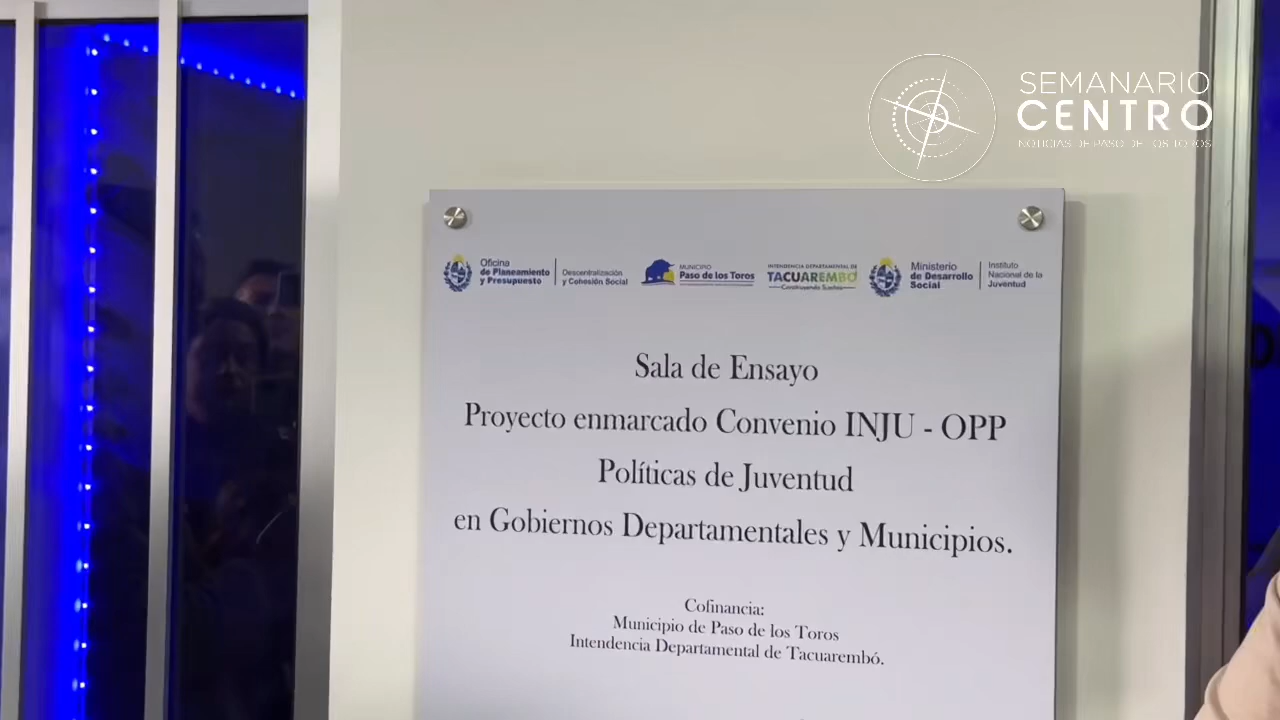 SEMANARIO
CENTRO
NOTICIAS DE PASO DE LOS TOROS
Oficina
de Planeamiento
y Presupuesto
Descentralización
y Cohesión Social
MUNICIPIO
Paso de los Toros
INTENDENCIA DEPARTAMENTAL DE
TACUAREMBÓ
Construyendo Sueños
Ministerio
de Desarrollo
Social
Instituto
Nacional de la
Juventud
Sala de Ensayo
Proyecto enmarcado Convenio INJU - OPP
Políticas de Juventud
en Gobiernos Departamentales y Municipios.
Cofinancia:
Municipio de Paso de los Toros
Intendencia Departamental de Tacuarembó.